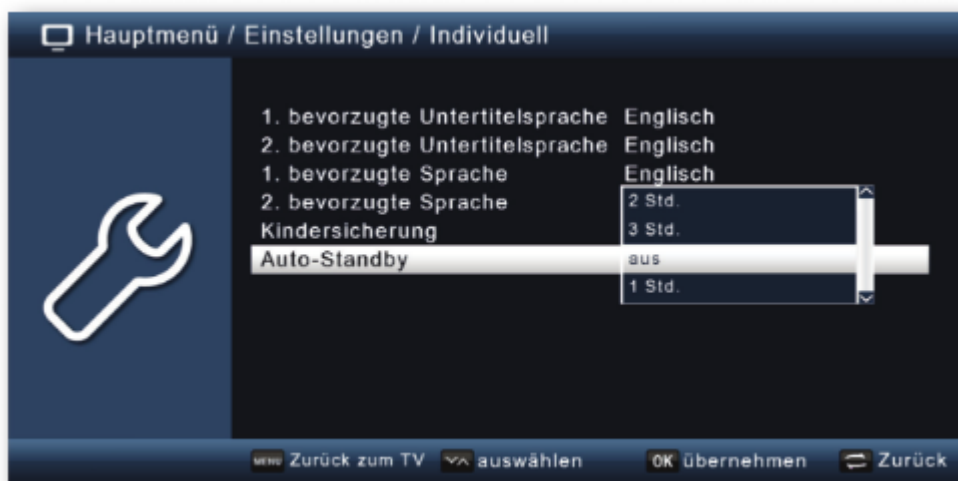 Hauptmenü / Einstellungen / Individuell
1. bevorzugte Untertitelsprache Englisch
2. bevorzugte Untertitelsprache Englisch
1. bevorzugte Sprache Englisch
2. bevorzugte Sprache 2 Std.
Kindersicherung 3 Std.
Auto-Standby aus
1 Std.
MENU Zurück zum TV auswählen OK übernehmen Zurück